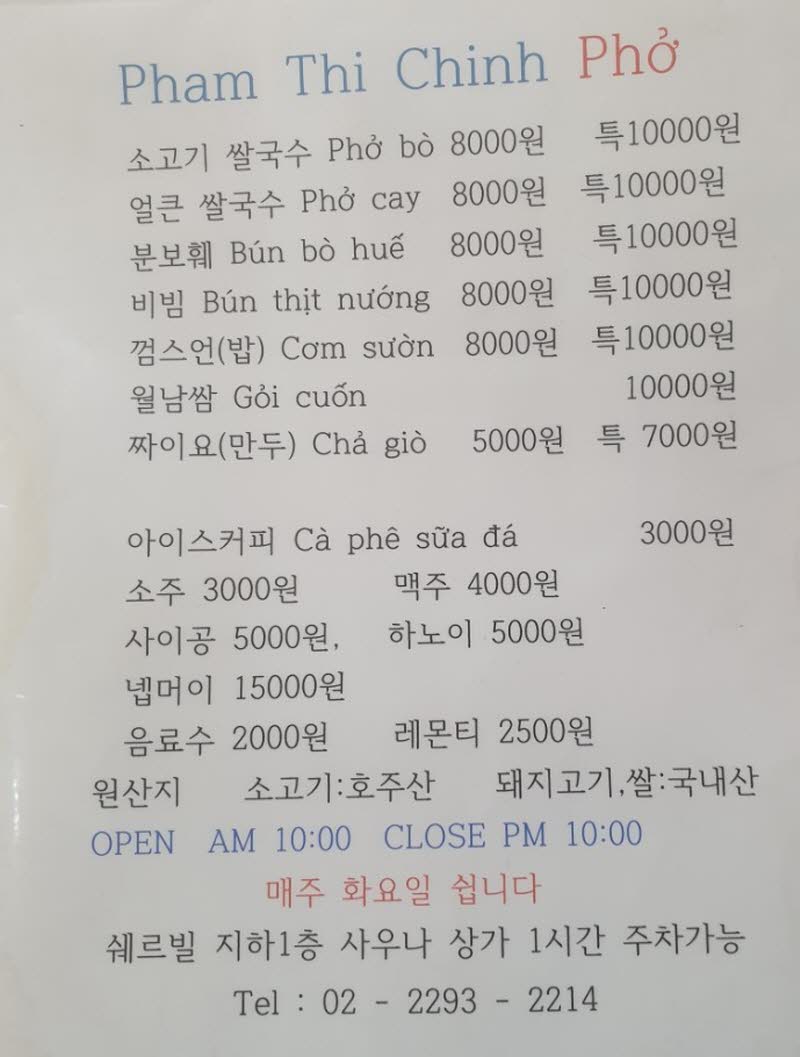 Pham Thi Chinh Phở
소고기 쌀국수 Phở bò 8000원 특10000원
얼큰 쌀국수 Phở cay 8000원 특10000원
분보훼 Bún bò huế 8000원 특10000원
비빔 Bún thịt nướng 8000원 특10000원
껌스언(밥) Cơm sườn 8000원 특10000원
월남쌈 Gỏi cuốn 10000원
짜이요(만두) Chả giò 5000원 특 7000원
아이스커피 Cà phê sữa đá 3000원
소주 3000원 맥주 4000원
사이공 5000원, 하노이 5000원
넵머이 15000원
음료수 2000원 레몬티 2500원
원산지 소고기:호주산 돼지고기,쌀:국내산
OPEN AM 10:00 CLOSE PM 10:00
매주 화요일 쉽니다
쉐르빌 지하1층 사우나 상가 1시간 주차가능
Tel : 02 - 2293 - 2214